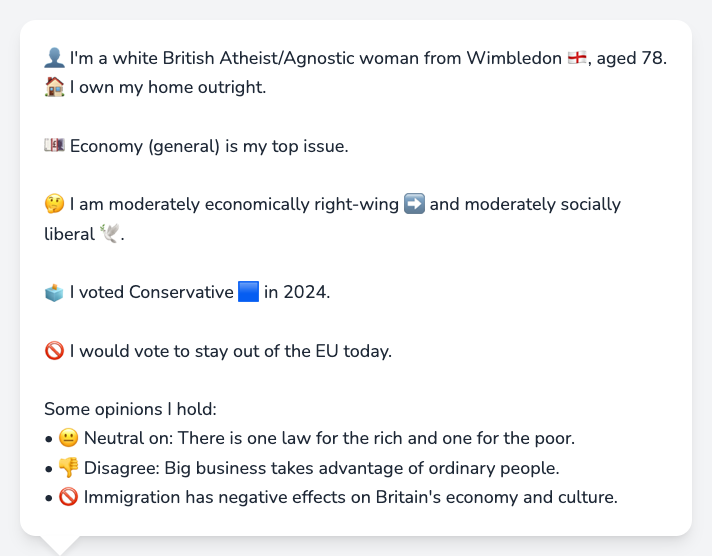 👤 I'm a white British Atheist/Agnostic woman from Wimbledon 🏴󠁧󠁢󠁥󠁮󠁧󠁿, aged 78.
🏠 I own my home outright.
💷 Economy (general) is my top issue.
🤔 I am moderately economically right-wing ➡️ and moderately socially
liberal 🕊️.
🗳️ I voted Conservative 🟦 in 2024.
🚫 I would vote to stay out of the EU today.
Some opinions I hold:
• 😐 Neutral on: There is one law for the rich and one for the poor.
• 👎 Disagree: Big business takes advantage of ordinary people.
• 🚫 Immigration has negative effects on Britain's economy and culture.